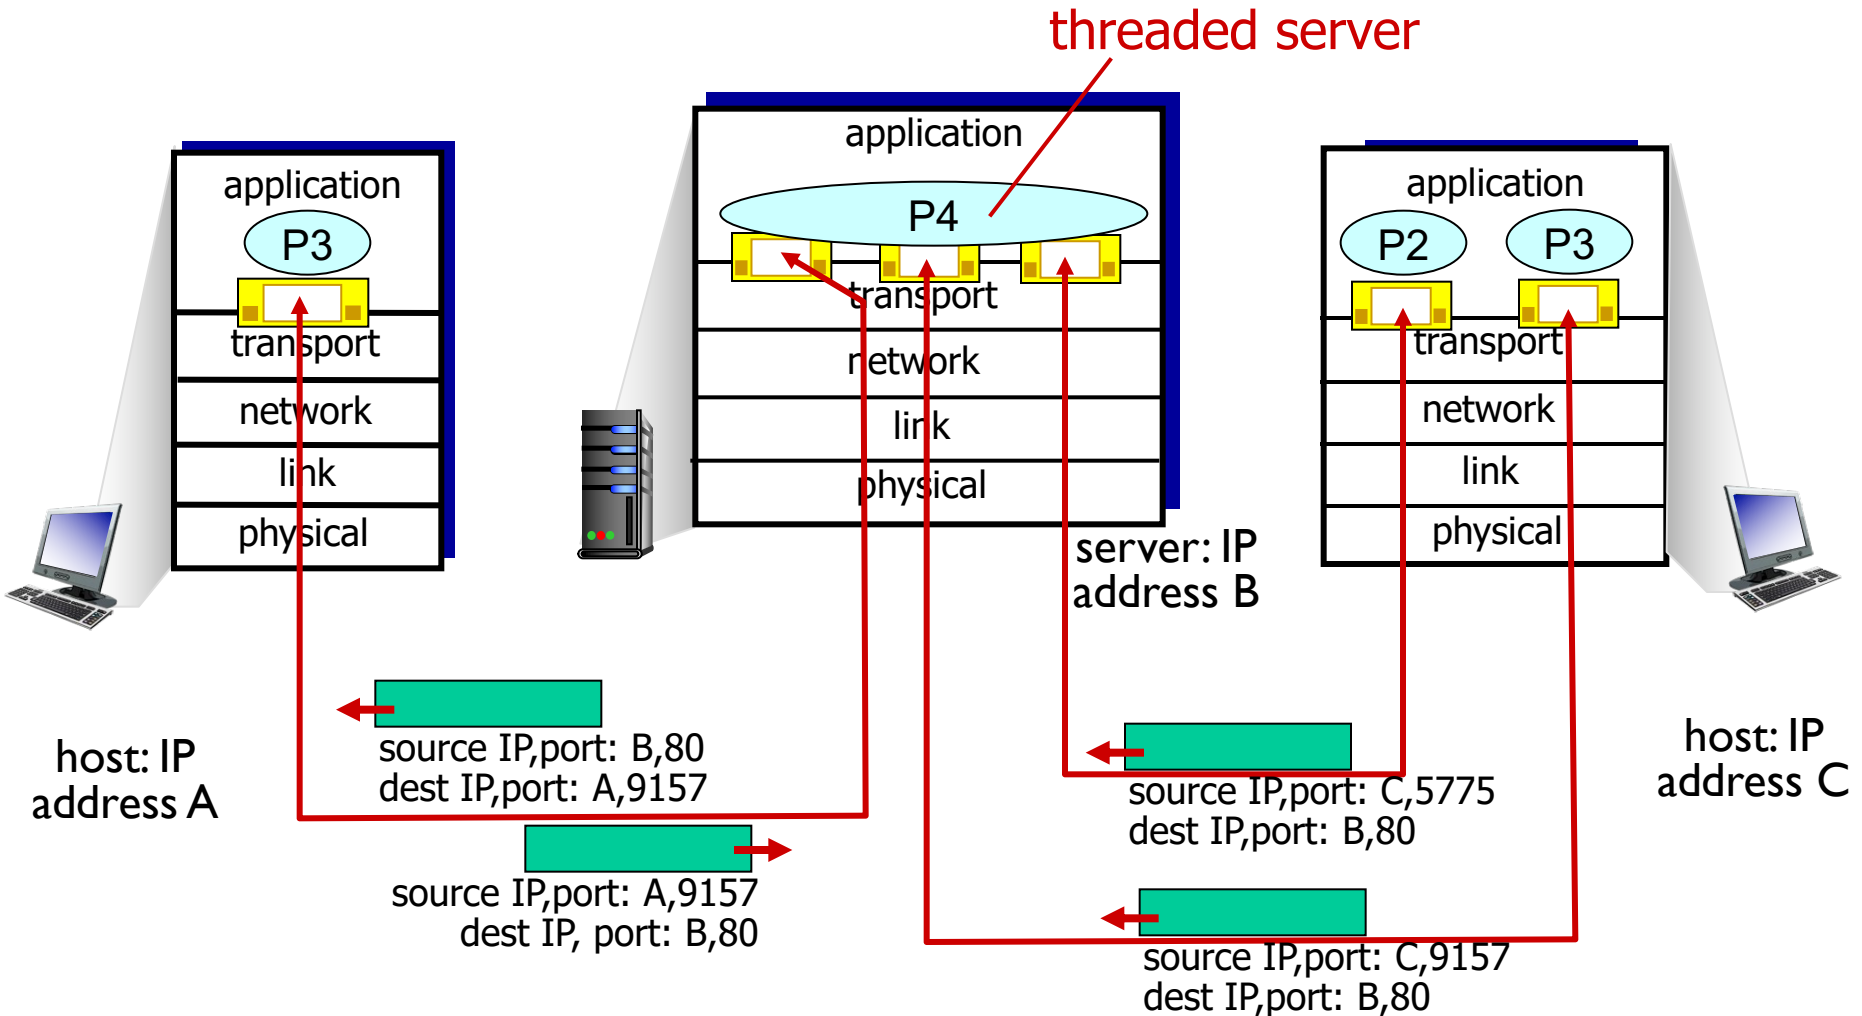 threaded server
application
P3
transport
network
link
physical
application
P4
transport
network
link
physical
application
P2
P3
transport
network
link
physical
server: IP
address B
host: IP
address A
host: IP
address C
source IP,port: B,80
dest IP,port: A,9157
source IP,port: A,9157
dest IP, port: B,80
source IP,port: C,5775
dest IP,port: B,80
source IP,port: C,9157
dest IP,port: B,80